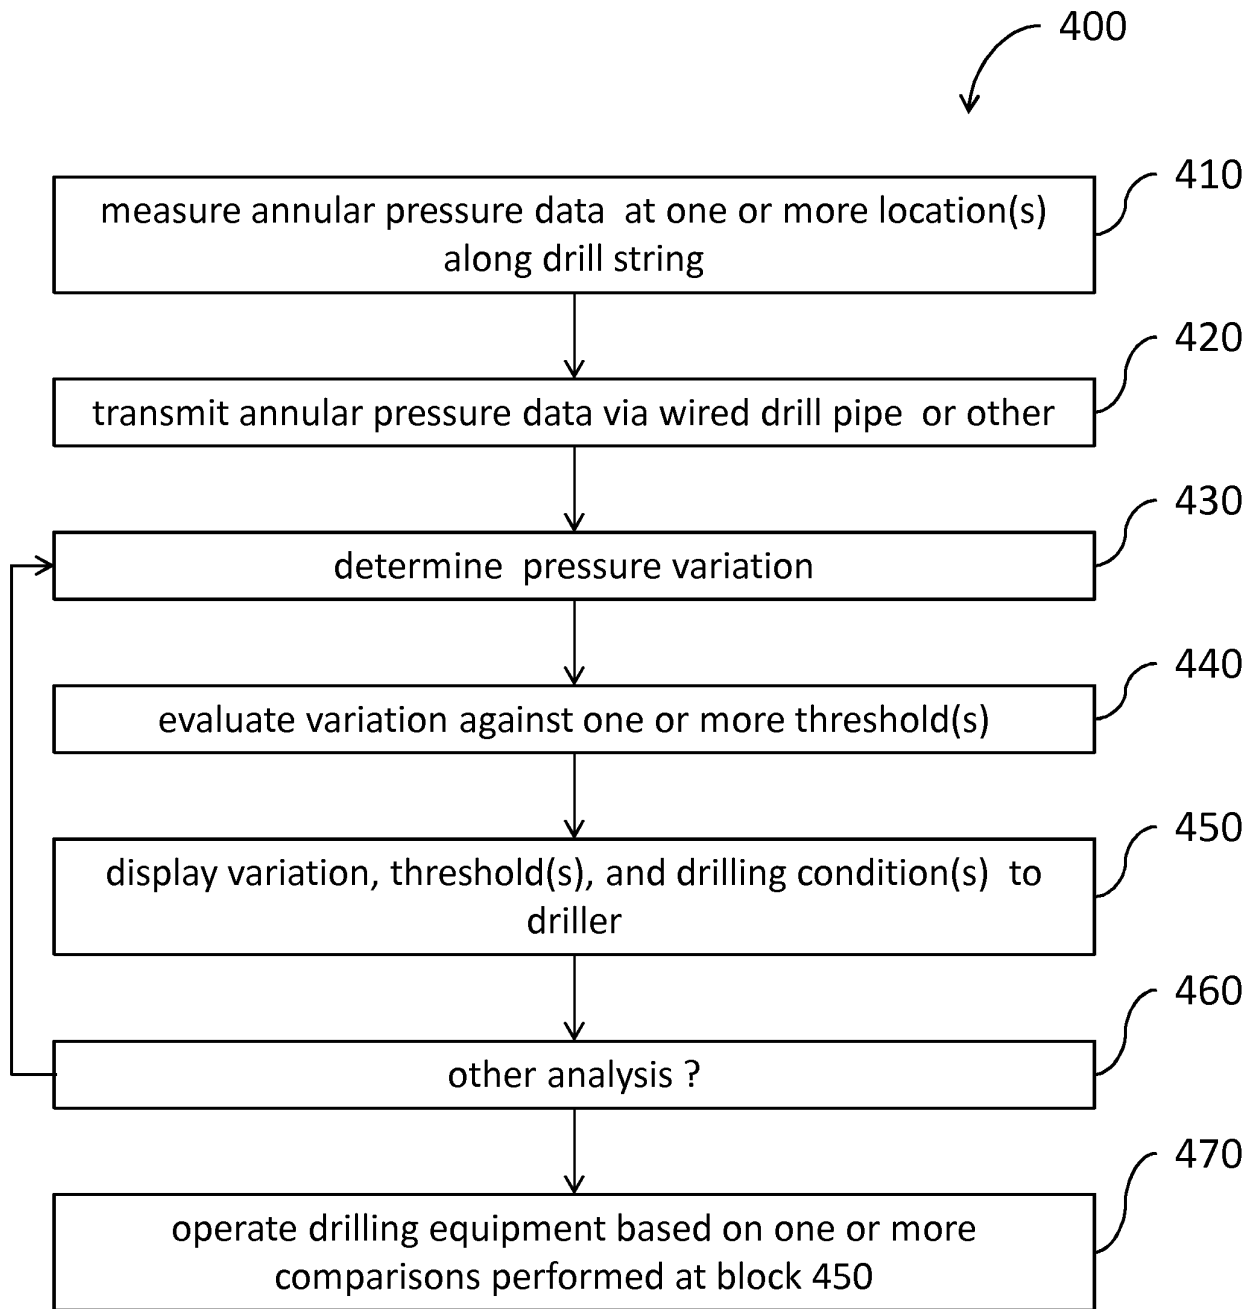 400
410
measure annular pressure data at one or more location(s)
along drill string
420
transmit annular pressure data via wired drill pipe or other
430
determine pressure variation
440
evaluate variation against one or more threshold(s)
450
display variation, threshold(s), and drilling condition(s) to
driller
460
other analysis ?
470
operate drilling equipment based on one or more
comparisons performed at block 450